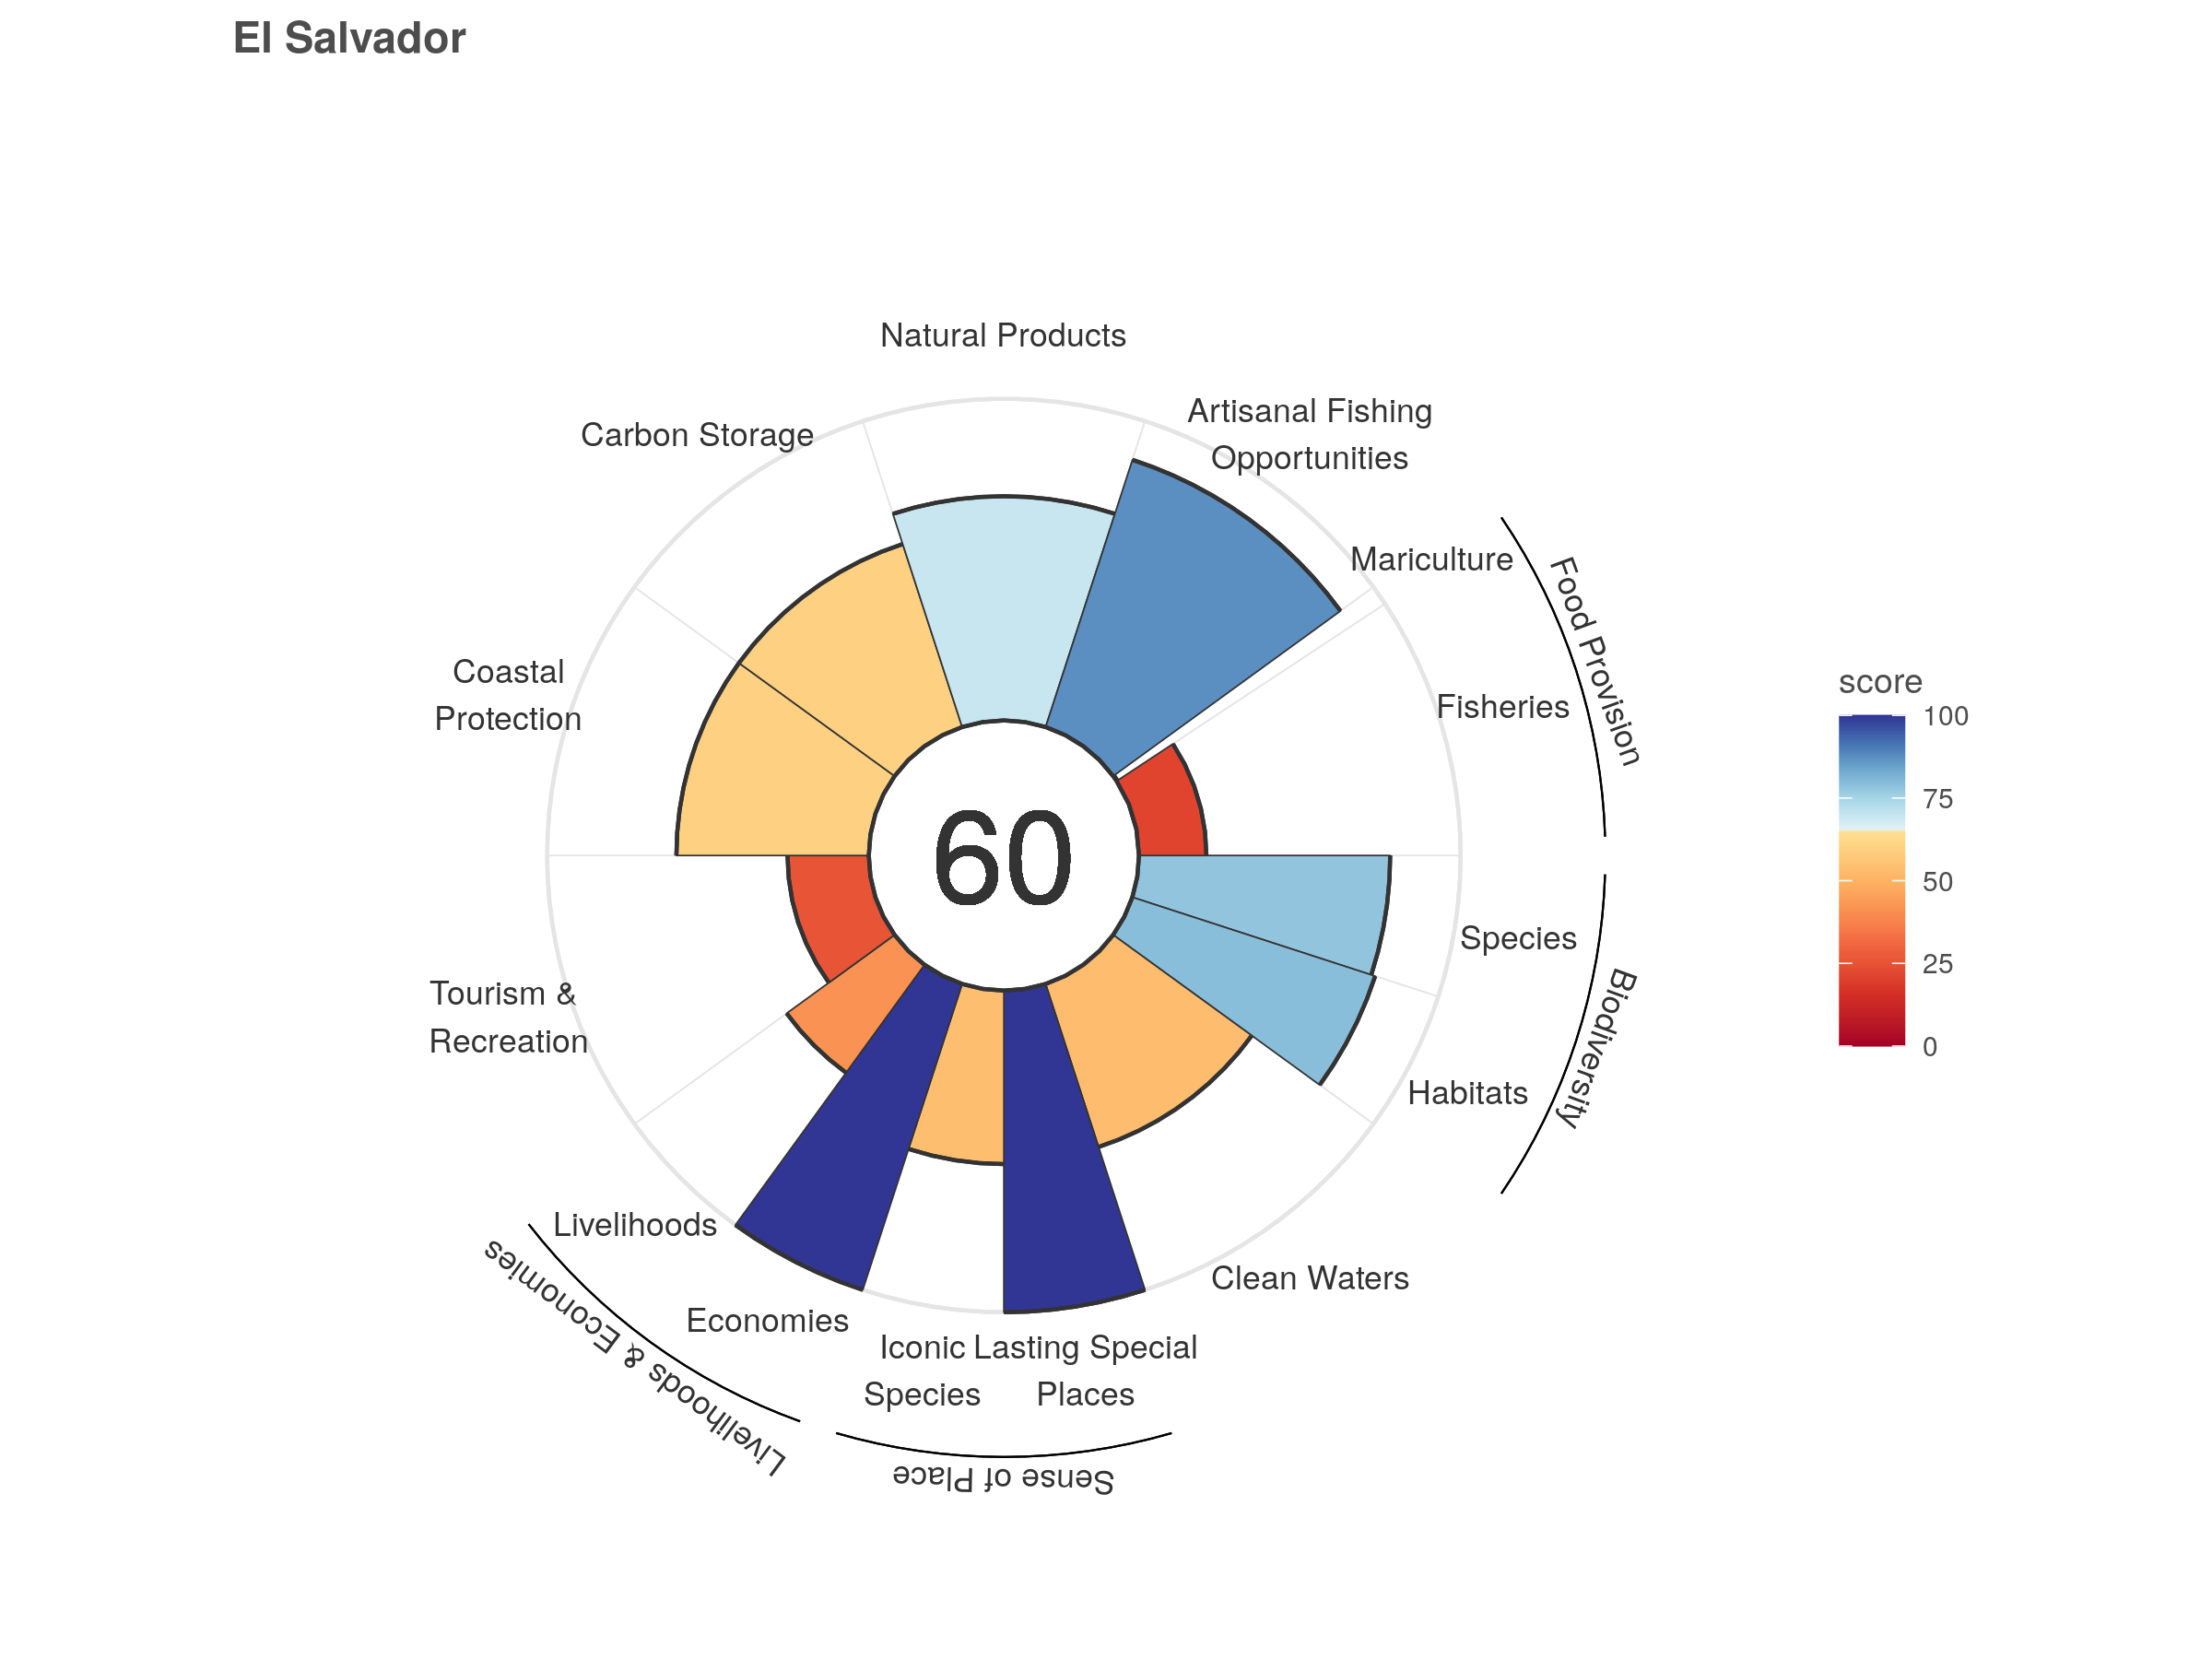 El Salvador
Natural Products
Artisanal Fishing
Opportunities
Carbon Storage
Mariculture
Food Provision
Fisheries
Coastal
Protection
score
100
75
50
25
0
60
Species
Biodiversity
Habitats
Tourism &
Recreation
Livelihoods
Livelihoods & Economies
Economies
Clean Waters
Iconic
Species
Lasting Special
Places
Sense of Place